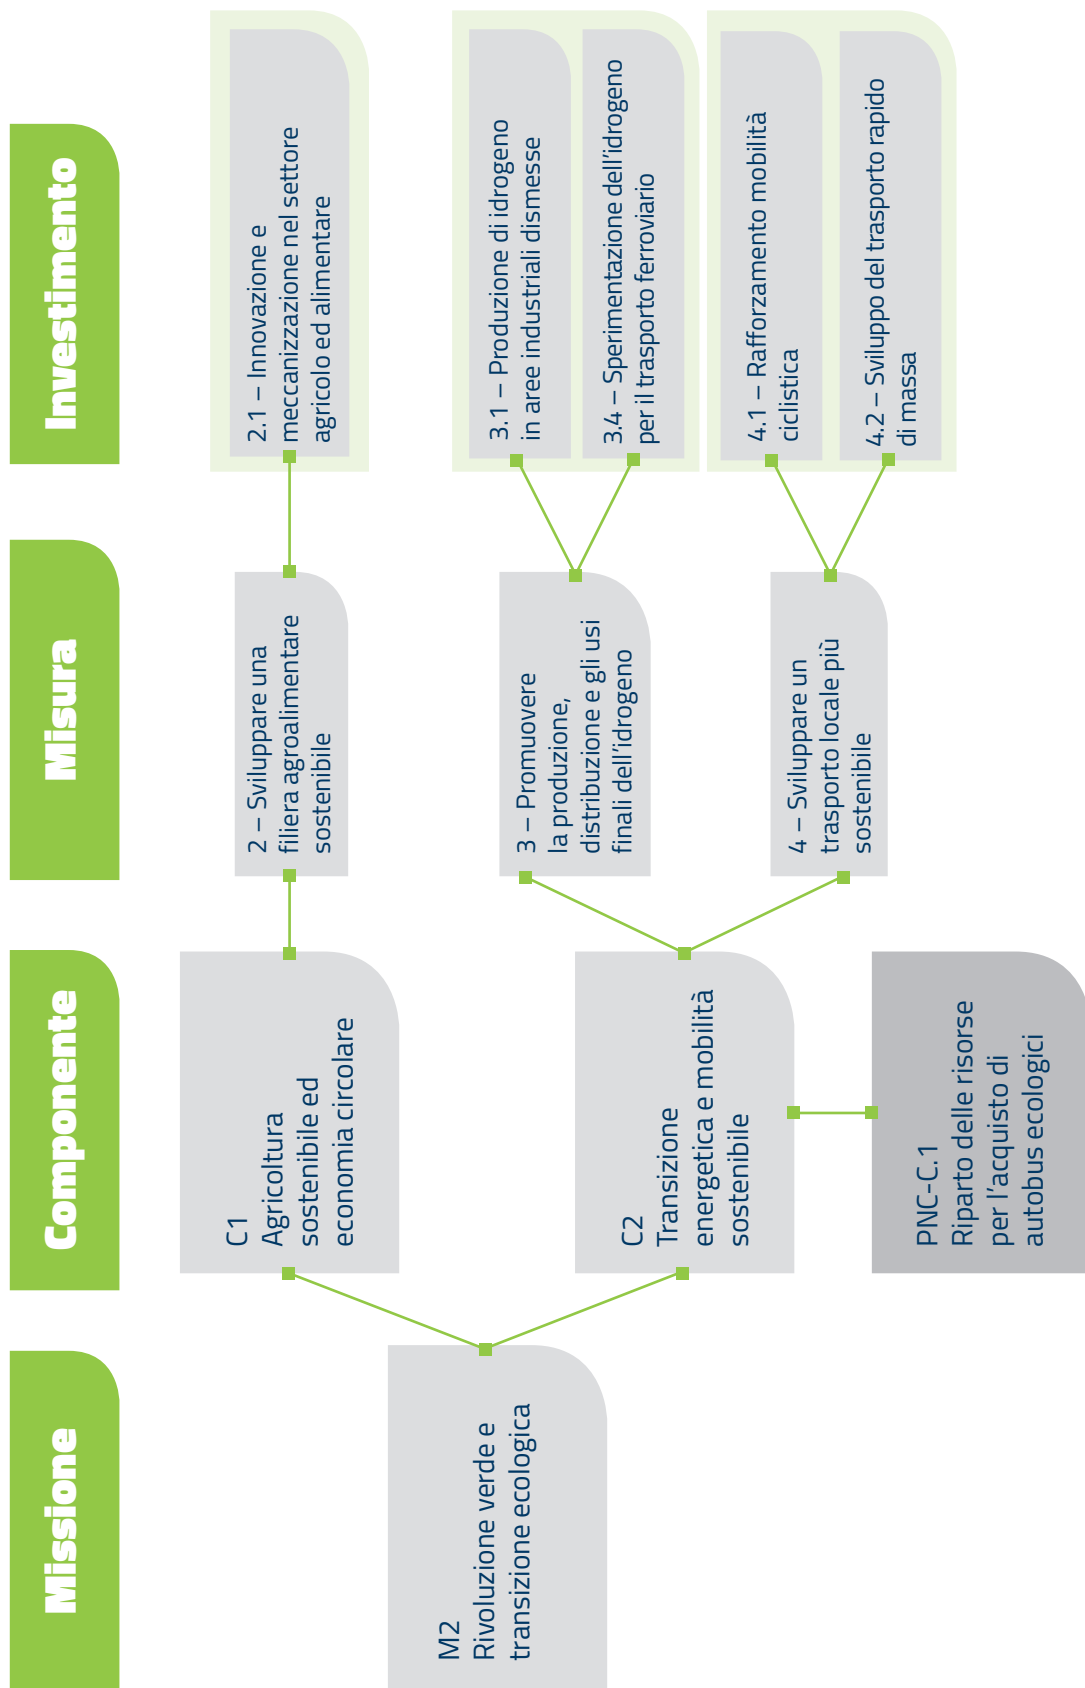 Missione
Componente
Misura
Investimento
M2
Rivoluzione verde e
transizione ecologica
C1
Agricoltura
sostenibile ed
economia circolare
2 – Sviluppare una
filiera agroalimentare
sostenibile
2.1 – Innovazione e
meccanizzazione nel settore
agricolo ed alimentare
C2
Transizione
energetica e mobilità
sostenibile
3 – Promuovere
la produzione,
distribuzione e gli usi
finali dell'idrogeno
3.1 – Produzione di idrogeno
in aree industriali dismesse
3.4 – Sperimentazione dell'idrogeno
per il trasporto ferroviario
4 – Sviluppare un
trasporto locale più
sostenibile
4.1 – Rafforzamento mobilità
ciclistica
4.2 – Sviluppo del trasporto rapido
di massa
PNC-C.1
Riparto delle risorse
per l'acquisto di
autobus ecologici